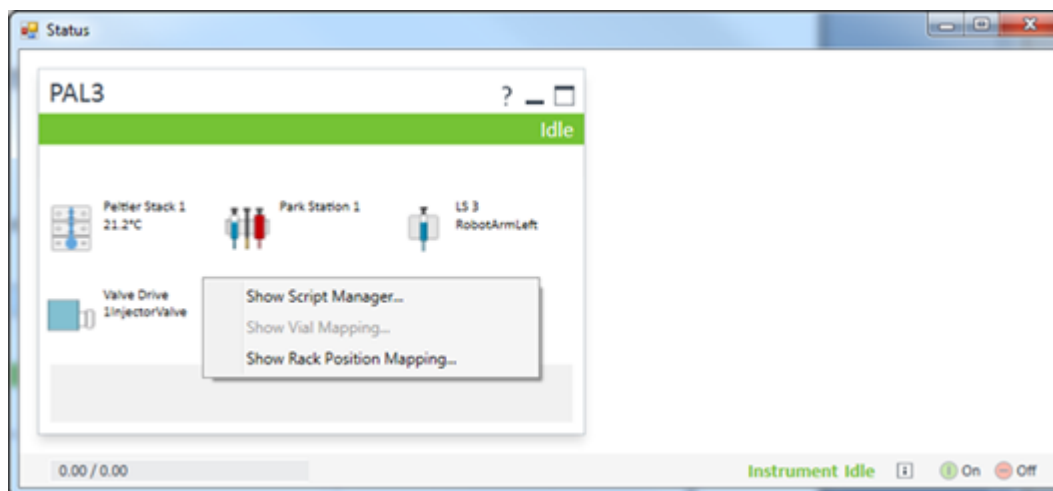 Status
PAL3
?
Idle
Peltier Stack 1
21.2°C
Park Station 1
LS 3
RobotArmLeft
Valve Drive
1InjectorValve
Show Script Manager...
Show Vial Mapping...
Show Rack Position Mapping...
0.00 / 0.00
Instrument Idle
i
On
Off